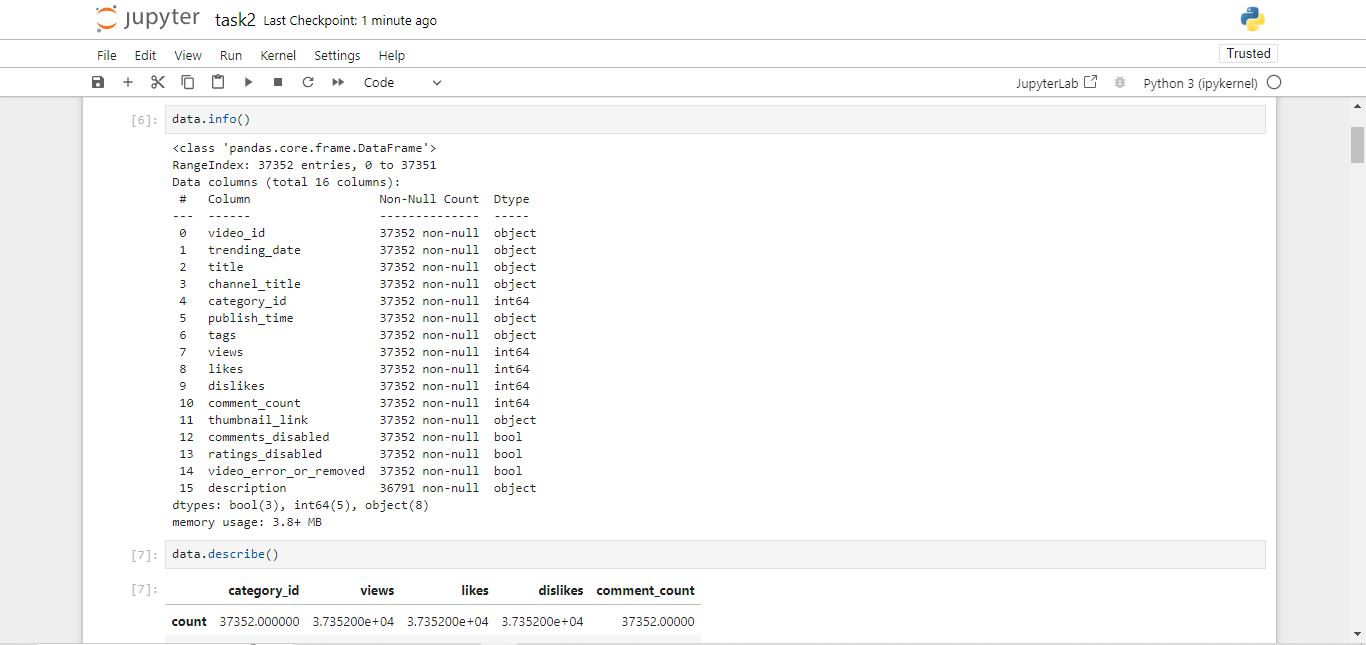 jupyter task2 Last Checkpoint: 1 minute ago
File Edit View Run Kernel Settings Help Trusted
Code JupyterLab Python 3 (ipykernel)
[6]: data.info()
<class 'pandas.core.frame.DataFrame'>
RangeIndex: 37352 entries, 0 to 37351
Data columns (total 16 columns):
 #   Column                  Non-Null Count  Dtype
---  ------                  --------------  -----
 0   video_id                37352 non-null  object
 1   trending_date           37352 non-null  object
 2   title                   37352 non-null  object
 3   channel_title           37352 non-null  object
 4   category_id             37352 non-null  int64
 5   publish_time            37352 non-null  object
 6   tags                    37352 non-null  object
 7   views                   37352 non-null  int64
 8   likes                   37352 non-null  int64
 9   dislikes                37352 non-null  int64
 10  comment_count           37352 non-null  int64
 11  thumbnail_link          37352 non-null  object
 12  comments_disabled       37352 non-null  bool
 13  ratings_disabled        37352 non-null  bool
 14  video_error_or_removed  37352 non-null  bool
 15  description             36791 non-null  object
dtypes: bool(3), int64(5), object(8)
memory usage: 3.8+ MB
[7]: data.describe()
[7]: category_id views likes dislikes comment_count
count 37352.000000 3.735200e+04 3.735200e+04 3.735200e+04 37352.00000